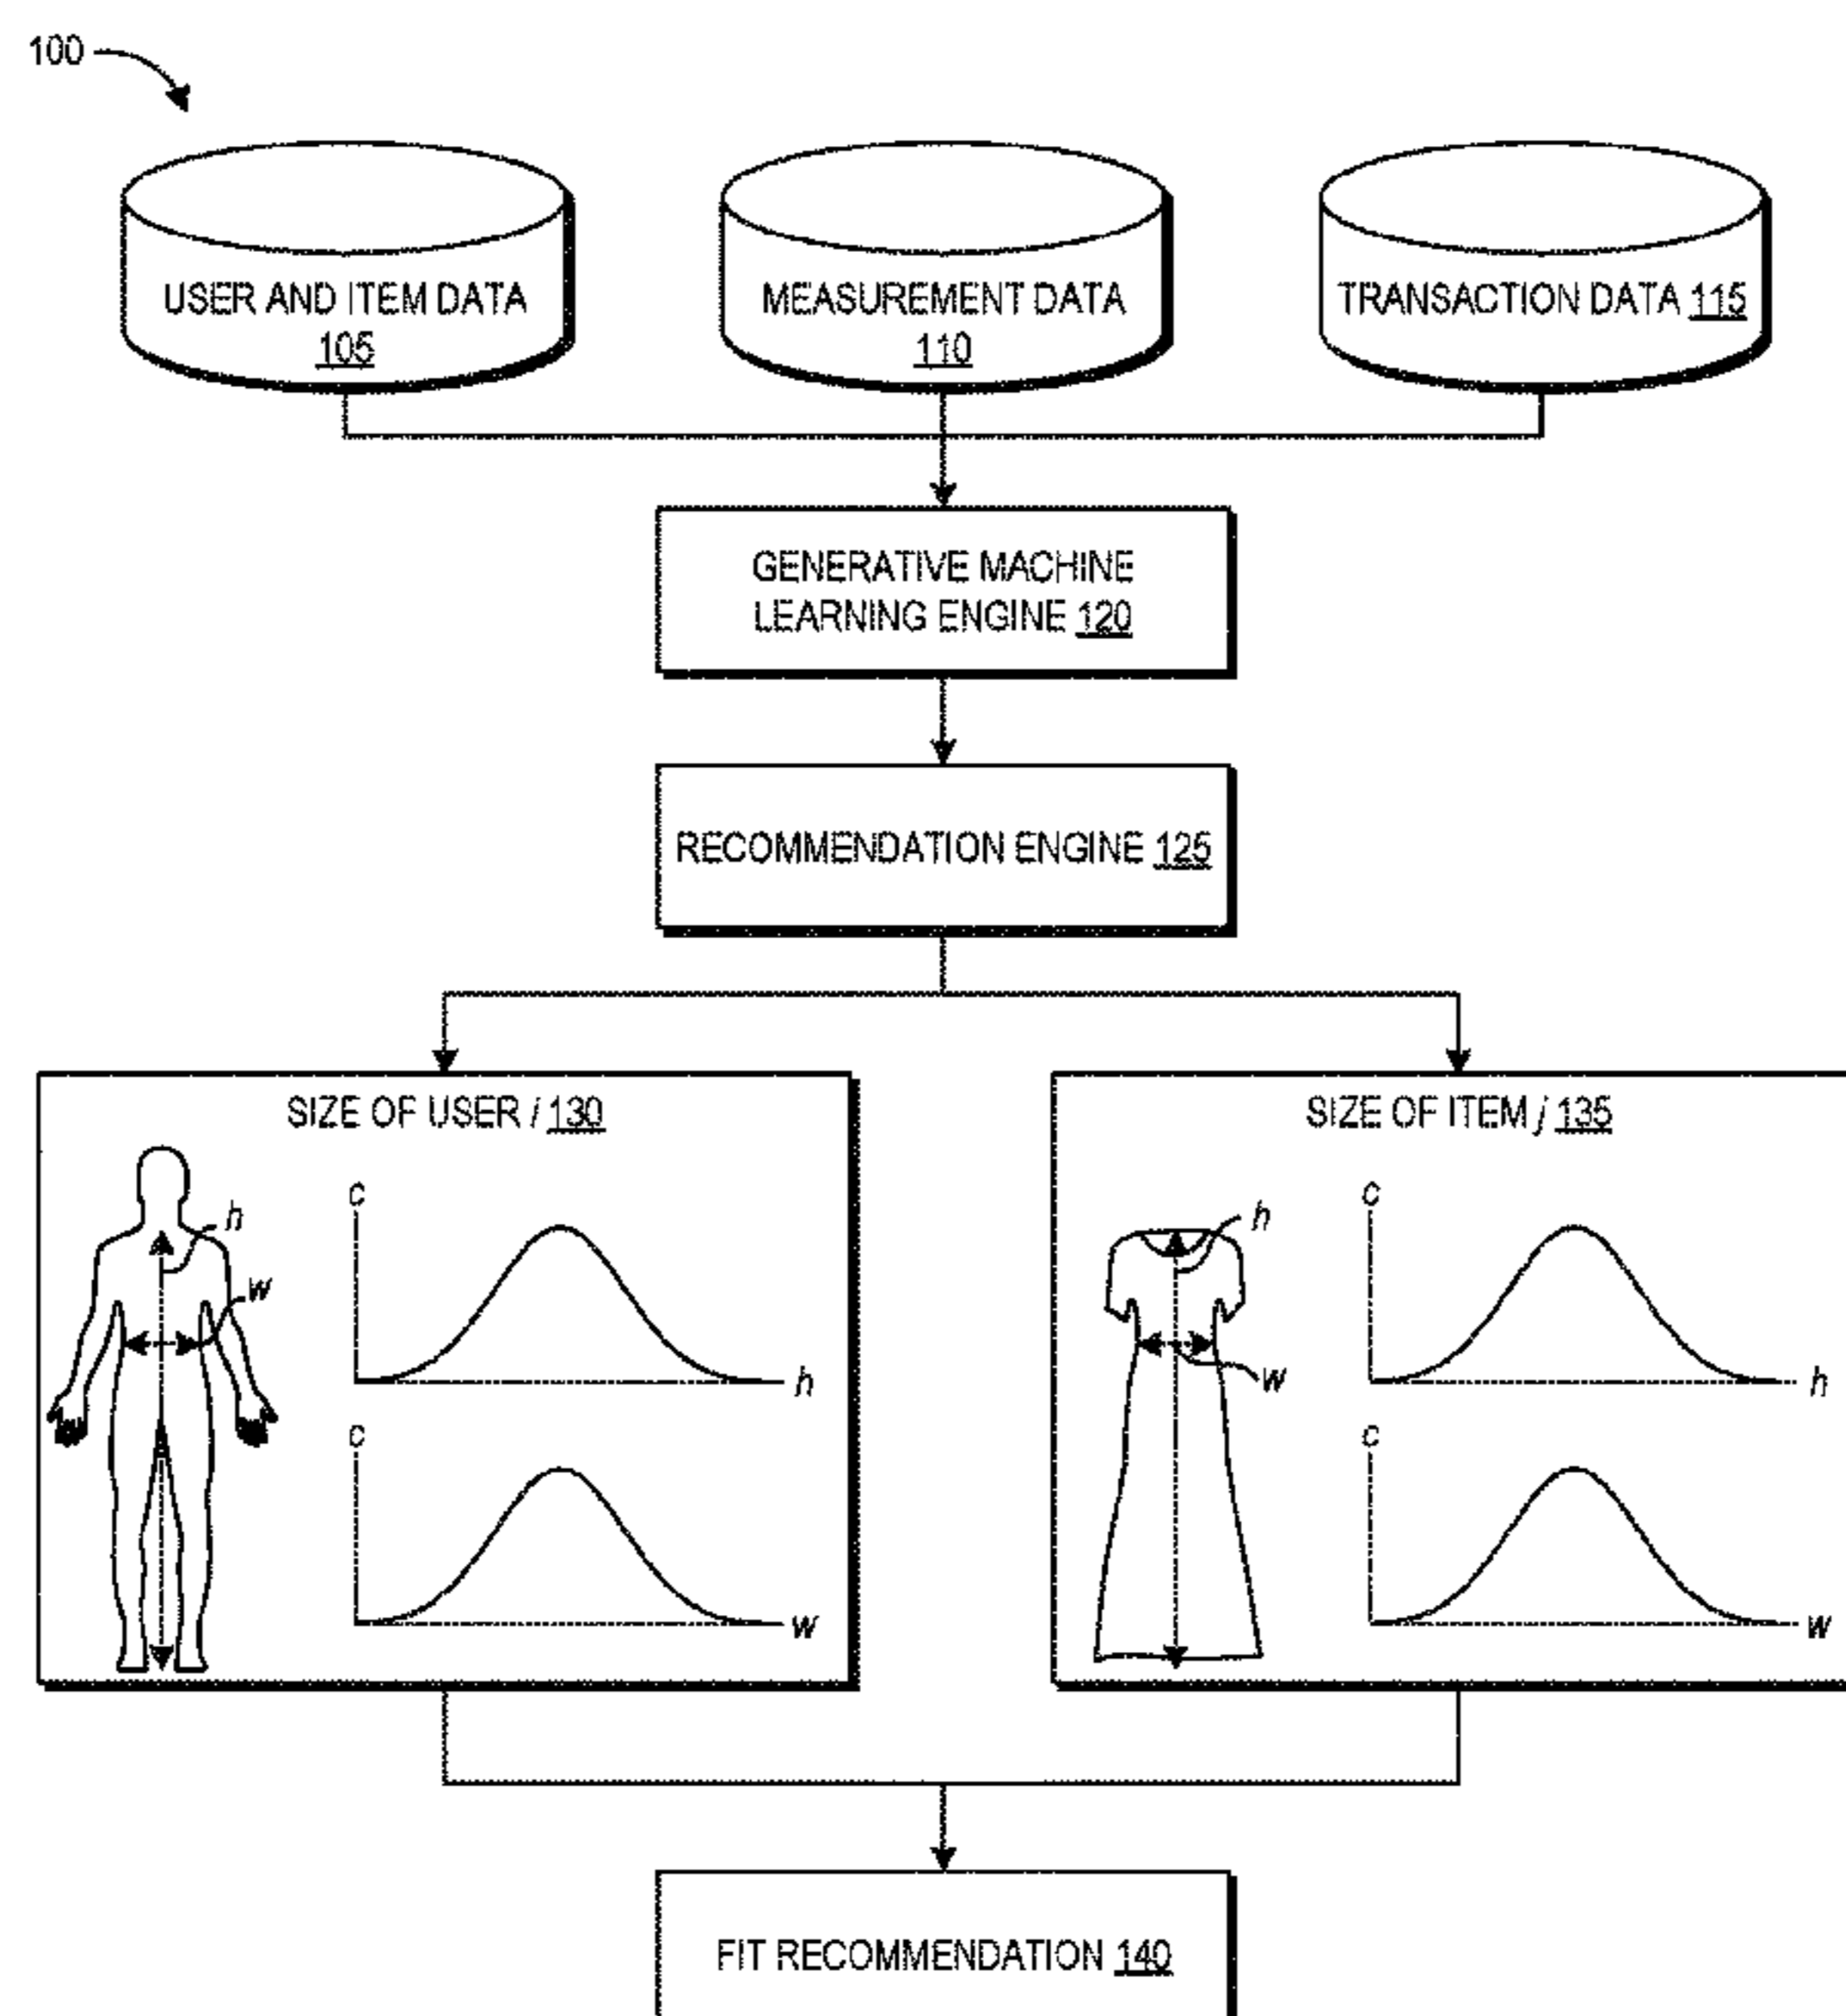 100
USER AND ITEM DATA
105
MEASUREMENT DATA
110
TRANSACTION DATA 115
GENERATIVE MACHINE
LEARNING ENGINE 120
RECOMMENDATION ENGINE 125
SIZE OF USER i 130
h
w
c
h
c
w
SIZE OF ITEM j 135
h
w
c
h
c
w
FIT RECOMMENDATION 140